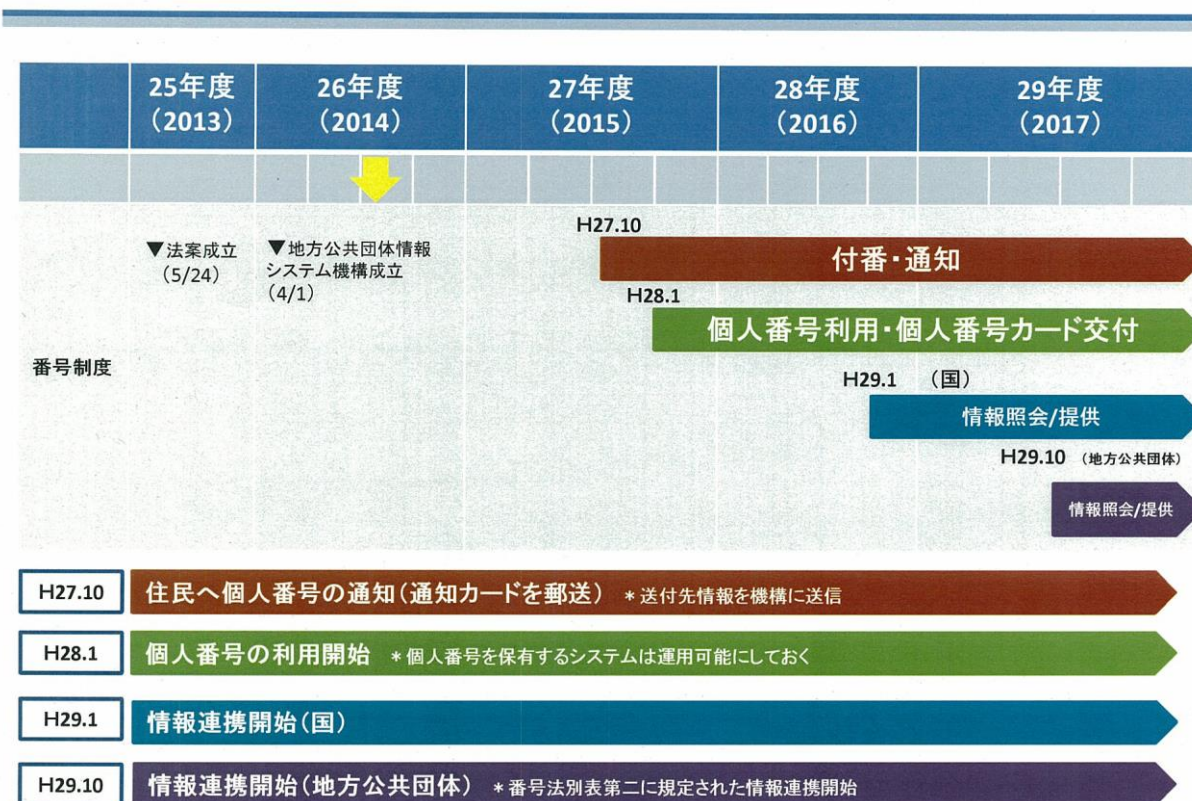 25年度
(2013)
26年度
(2014)
27年度
(2015)
28年度
(2016)
29年度
(2017)
番号制度
▼法案成立
(5/24)
▼地方公共団体情報
システム機構成立
(4/1)
H27.10
付番・通知
H28.1
個人番号利用・個人番号カード交付
H29.1 (国)
情報照会/提供
H29.10 (地方公共団体)
情報照会/提供
H27.10 住民へ個人番号の通知(通知カードを郵送) *送付先情報を機構に送信
H28.1 個人番号の利用開始 *個人番号を保有するシステムは運用可能にしておく
H29.1 情報連携開始(国)
H29.10 情報連携開始(地方公共団体) *番号法別表第二に規定された情報連携開始